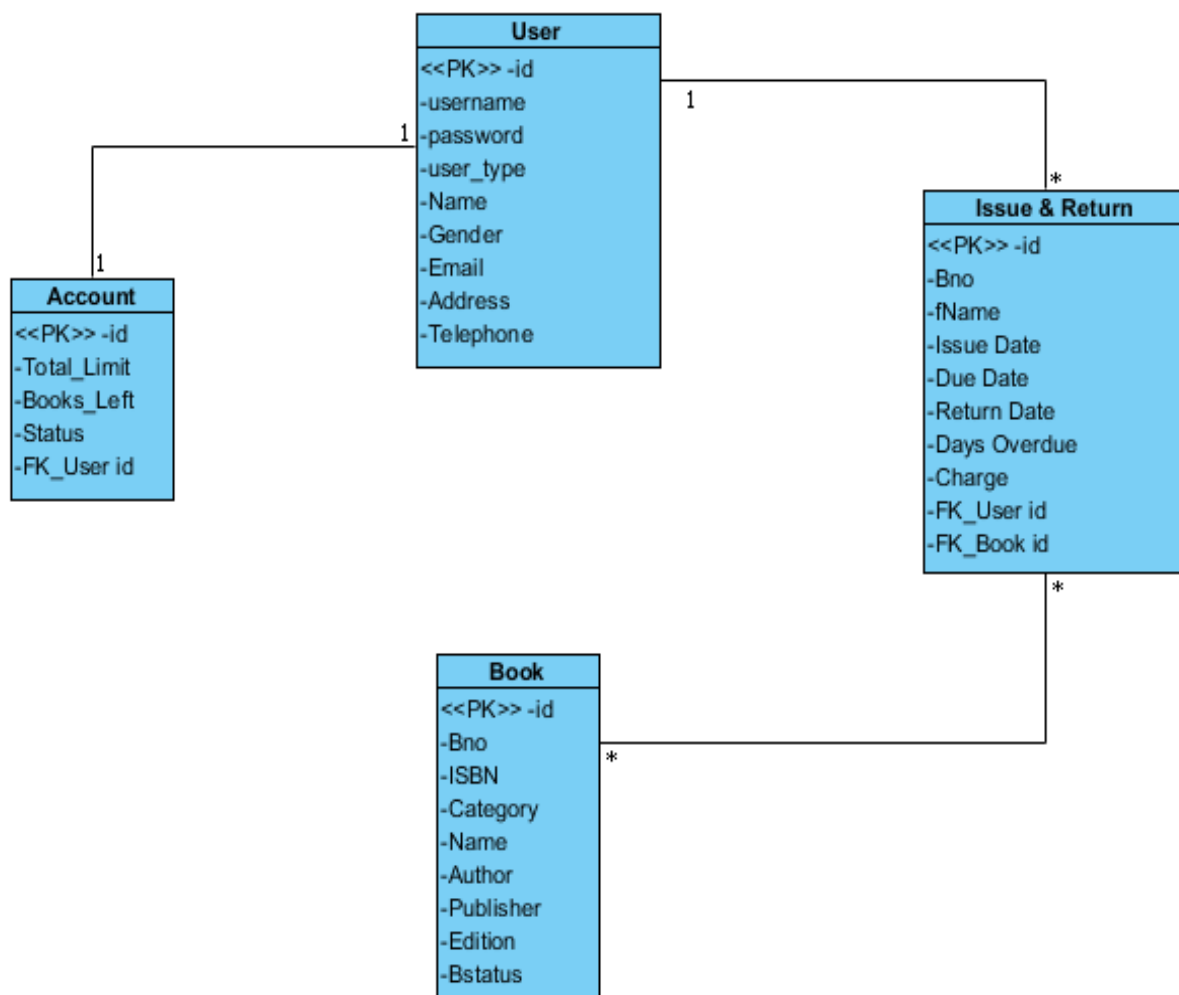 User
<<PK>> -id
-username
-password
-user_type
-Name
-Gender
-Email
-Address
-Telephone
1
1
1
*
Account
<<PK>> -id
-Total_Limit
-Books_Left
-Status
-FK_User id
Issue & Return
<<PK>> -id
-Bno
-fName
-Issue Date
-Due Date
-Return Date
-Days Overdue
-Charge
-FK_User id
-FK_Book id
*
*
Book
<<PK>> -id
-Bno
-ISBN
-Category
-Name
-Author
-Publisher
-Edition
-Bstatus